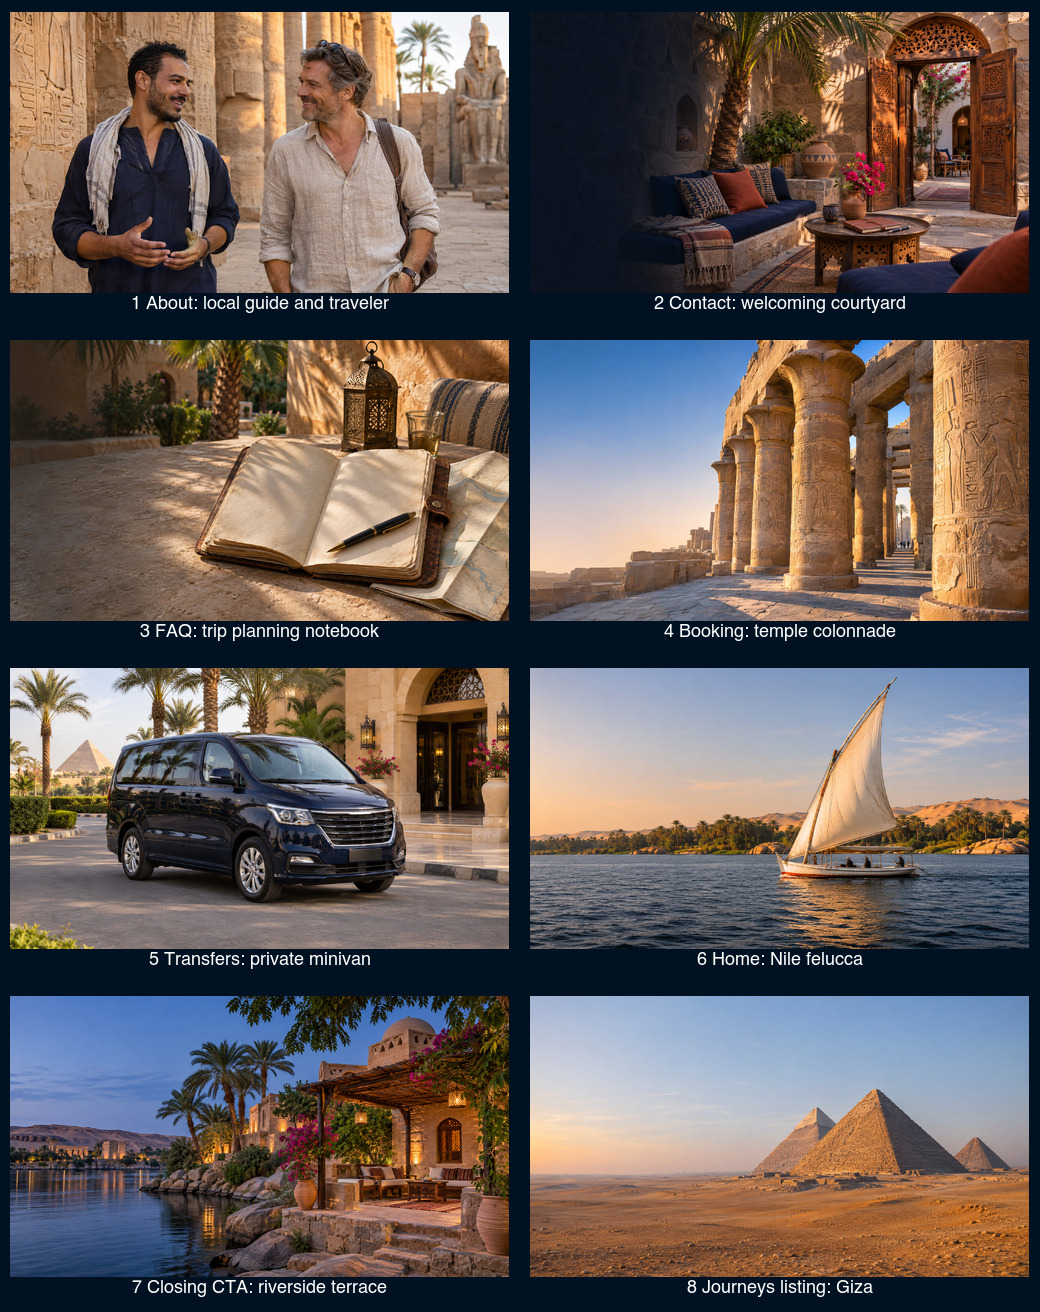 1 About: local guide and traveler
2 Contact: welcoming courtyard
3 FAQ: trip planning notebook
4 Booking: temple colonnade
5 Transfers: private minivan
6 Home: Nile felucca
7 Closing CTA: riverside terrace
8 Journeys listing: Giza